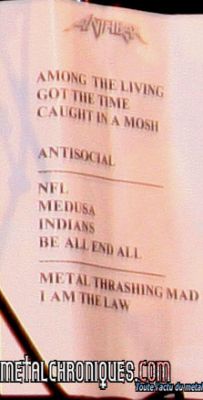 ANTHRAX
AMONG THE LIVING
GOT THE TIME
CAUGHT IN A MOSH
ANTISOCIAL
NFL
MEDUSA
INDIANS
BE ALL END ALL
METAL THRASHING MAD
I AM THE LAW
METALCHRONIQUES.COM
Toute l'actu du metal